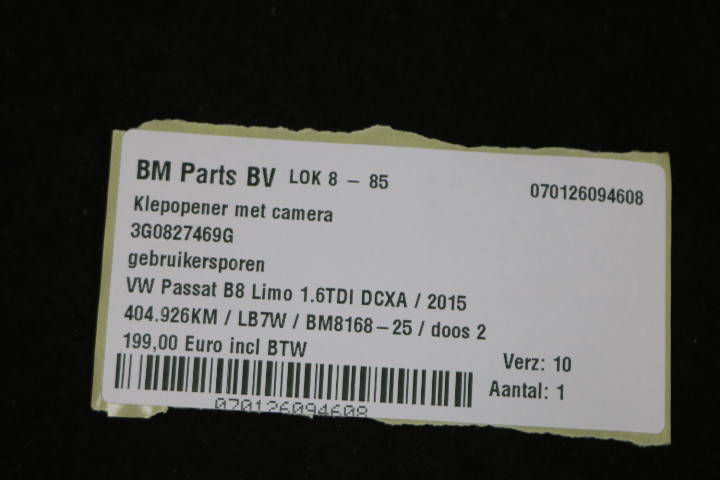 BM Parts BV LOK 8 - 85 070126094608
Klepopener met camera
3G0827469G
gebruikersporen
VW Passat B8 Limo 1.6TDI DCXA / 2015
404.926KM / LB7W / BM8168-25 / doos 2
199,00 Euro incl BTW
Verz: 10
Aantal: 1
070126094608